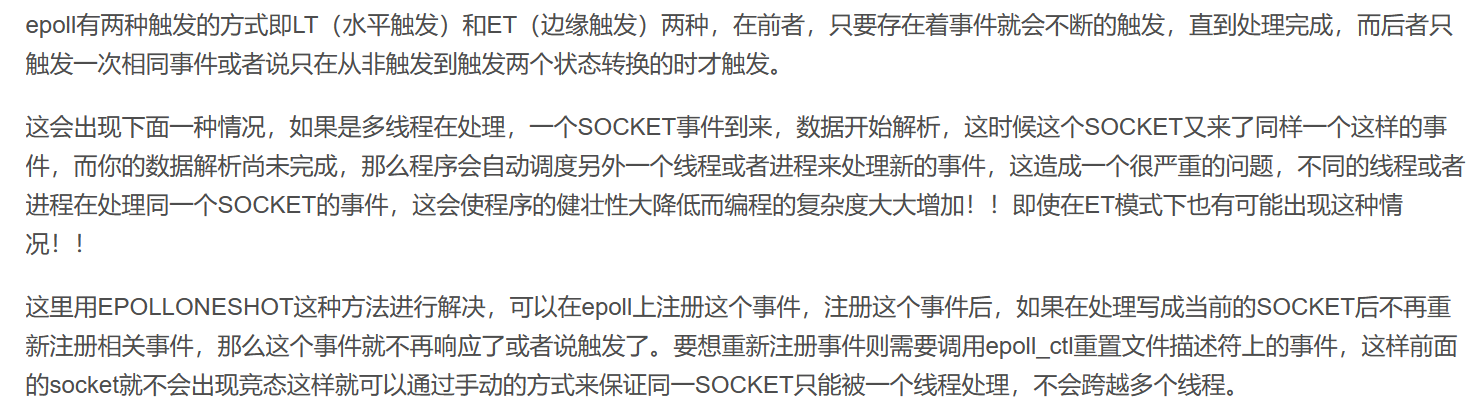 epoll有两种触发的方式即LT（水平触发）和ET（边缘触发）两种，在前者，只要存在着事件就会不断的触发，直到处理完成，而后者只
触发一次相同事件或者说只在从非触发到触发两个状态转换的时才触发。
这会出现下面一种情况，如果是多线程在处理，一个SOCKET事件到来，数据开始解析，这时候这个SOCKET又来了同样一个这样的事
件，而你的数据解析尚未完成，那么程序会自动调度另外一个线程或者进程来处理新的事件，这造成一个很严重的问题，不同的线程或者
进程在处理同一个SOCKET的事件，这会使程序的健壮性大降低而编程的复杂度大大增加！！即使在ET模式下也有可能出现这种情
况！！
这里用EPOLLONESHOT这种方法进行解决，可以在epoll上注册这个事件，注册这个事件后，如果在处理写成当前的SOCKET后不再重
新注册相关事件，那么这个事件就不再响应了或者说触发了。要想重新注册事件则需要调用epoll_ctl重置文件描述符上的事件，这样前面
的socket就不会出现竞态这样就可以通过手动的方式来保证同一SOCKET只能被一个线程处理，不会跨越多个线程。